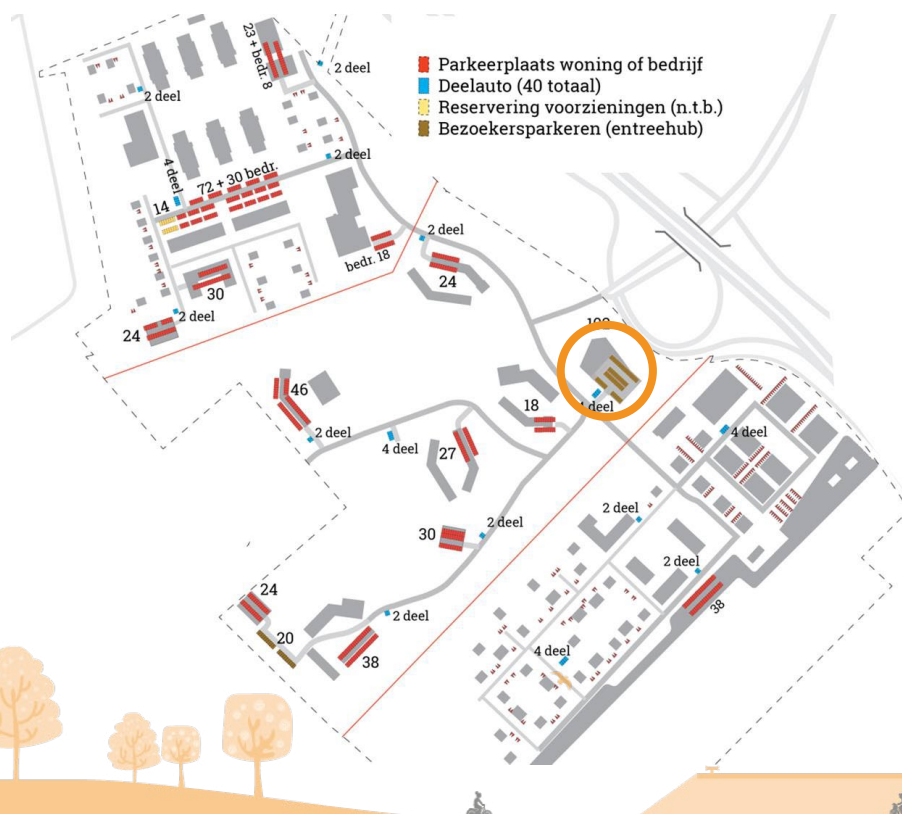 Parkeerplaats woning of bedrijf
Deelauto (40 totaal)
Reservering voorzieningen (n.t.b.)
Bezoekersparkeren (entreehub)
23 + bedr. 8
2 deel
2 deel
2 deel
4 deel
72 + 30 bedr.
14
bedr. 18
2 deel
24
30
2 deel
24
46
2 deel
4 deel
27
18
4 deel
30
2 deel
24
20
2 deel
38
4 deel
2 deel
2 deel
38
4 deel